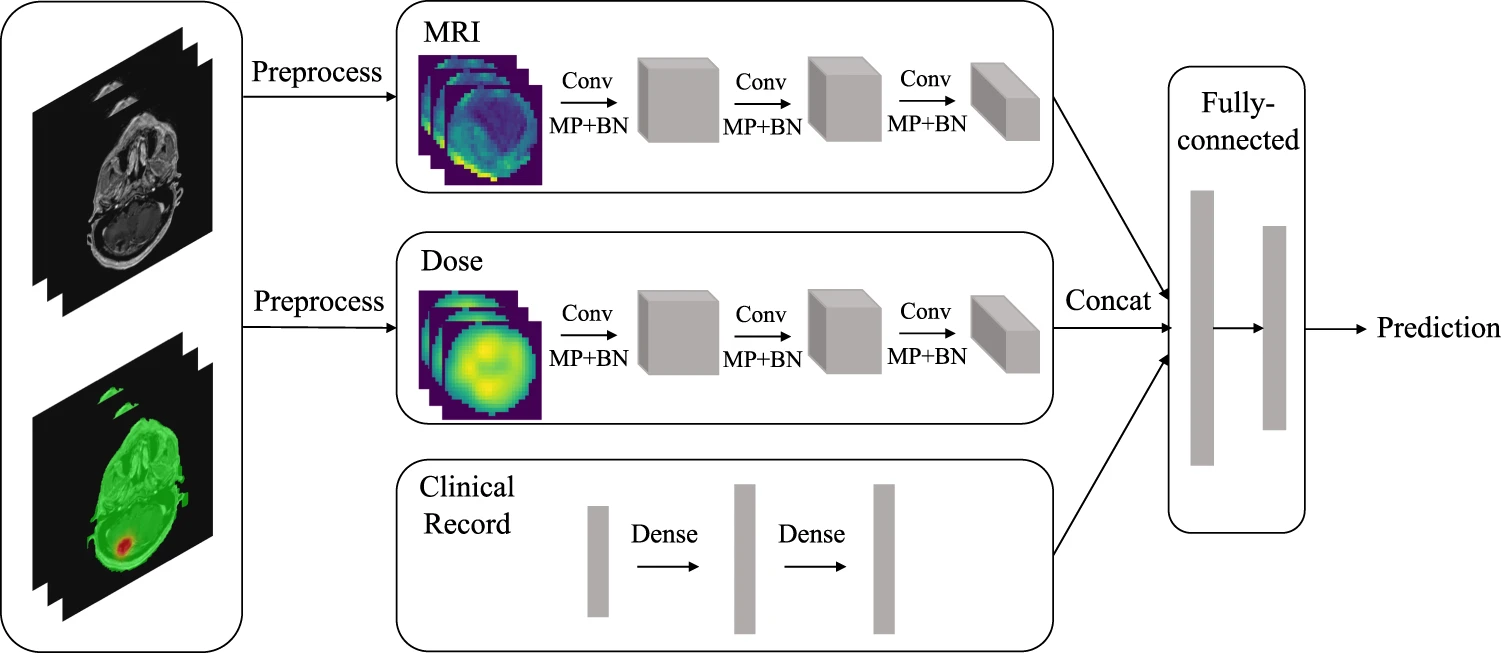 Preprocess
Preprocess
MRI
Conv
MP+BN
Conv
MP+BN
Conv
MP+BN
Dose
Conv
MP+BN
Conv
MP+BN
Conv
MP+BN
Clinical
Record
Dense
Dense
Concat
Fully-
connected
Prediction